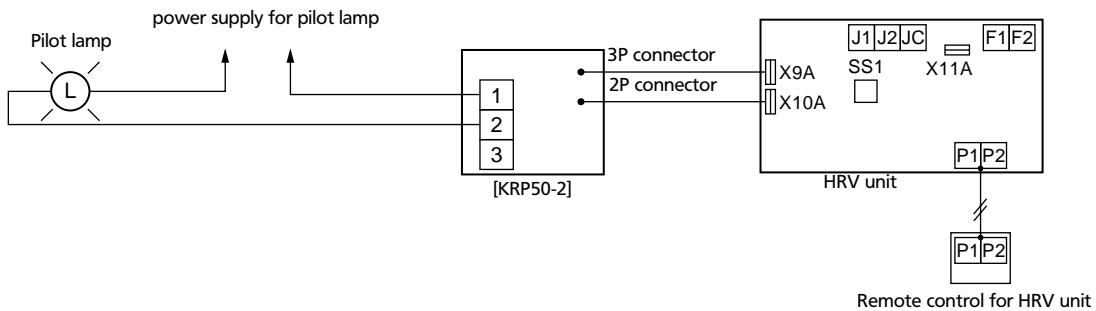 power supply for pilot lamp
Pilot lamp
L
1
2
3
[KRP50-2]
3P connector
2P connector
X9A
X10A
J1 J2 JC
SS1
X11A
F1 F2
P1 P2
HRV unit
P1 P2
Remote control for HRV unit